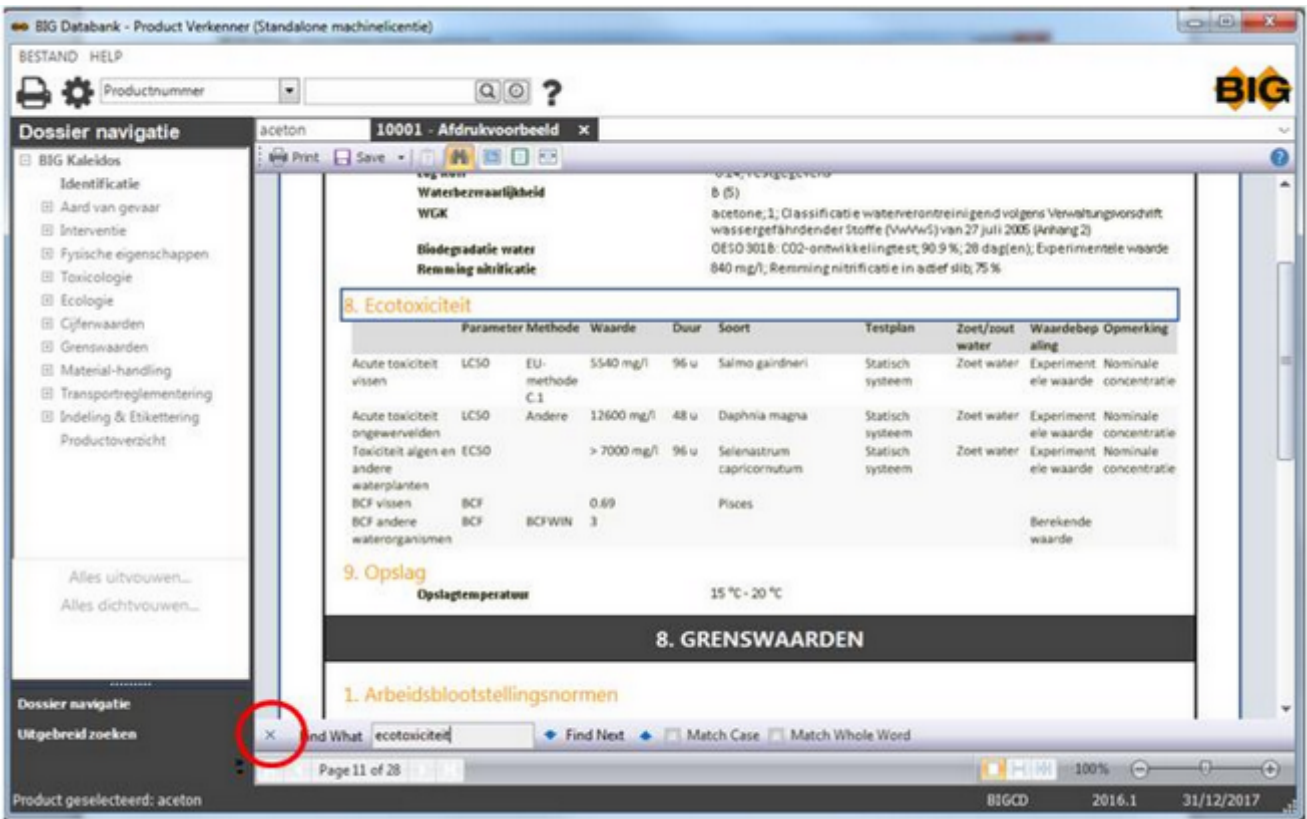 BIG Databank - Product Verkenner (Standalone machinelicentie)
BESTAND HELP
Productnummer
?
BIG
Dossier navigatie
aceton
10001 - Afdrukvoorbeeld ×
BIG Kaleidos
Identificatie
Aard van gevaar
Interventie
Fysische eigenschappen
Toxicologie
Ecologie
Cijferwaarden
Grenswaarden
Material-handling
Transportreglementering
Indeling & Etikettering
Productoverzicht
Alles uitvouwen...
Alles dichtvouwen...
Dossier navigatie
Uitgebreid zoeken
Print Save
Waterbezwaarlijkheid B (5)
WGK acetone; 1; Classificatie waterverontreinigend volgens Verwaltungsvorschrift
wassergefährdender Stoffe (VwVwS) van 27 juli 2005 (Anhang 2)
Biodegradatie water OESO 301B: CO2-ontwikkelingtest; 90.9 %; 28 dag(en); Experimentele waarde
Remming nitrificatie 840 mg/l; Remming nitrificatie in actief slib; 75 %
8. Ecotoxiciteit
Parameter Methode Waarde Duur Soort Testplan Zoet/zout Waardebep Opmerking
water aling
Acute toxiciteit LC50 EU- 5540 mg/l 96 u Salmo gairdneri Statisch Zoet water Experiment Nominale
vissen methode systeem ele waarde concentratie
C.1
Acute toxiciteit LC50 Andere 12600 mg/l 48 u Daphnia magna Statisch Zoet water Experiment Nominale
ongewervelden systeem ele waarde concentratie
Toxiciteit algen en EC50 > 7000 mg/l 96 u Selenastrum Statisch Zoet water Experiment Nominale
andere capricornutum systeem ele waarde concentratie
waterplanten
BCF vissen BCF 0.69 Pisces
BCF andere BCF BCFWIN 3 Berekende
waterorganismen waarde
9. Opslag
Opslagtemperatuur 15 °C - 20 °C
8. GRENSWAARDEN
1. Arbeidsblootstellingsnormen
× Find What ecotoxiciteit Find Next Match Case Match Whole Word
Page 11 of 28 100%
Product geselecteerd: aceton BIGCD 2016.1 31/12/2017